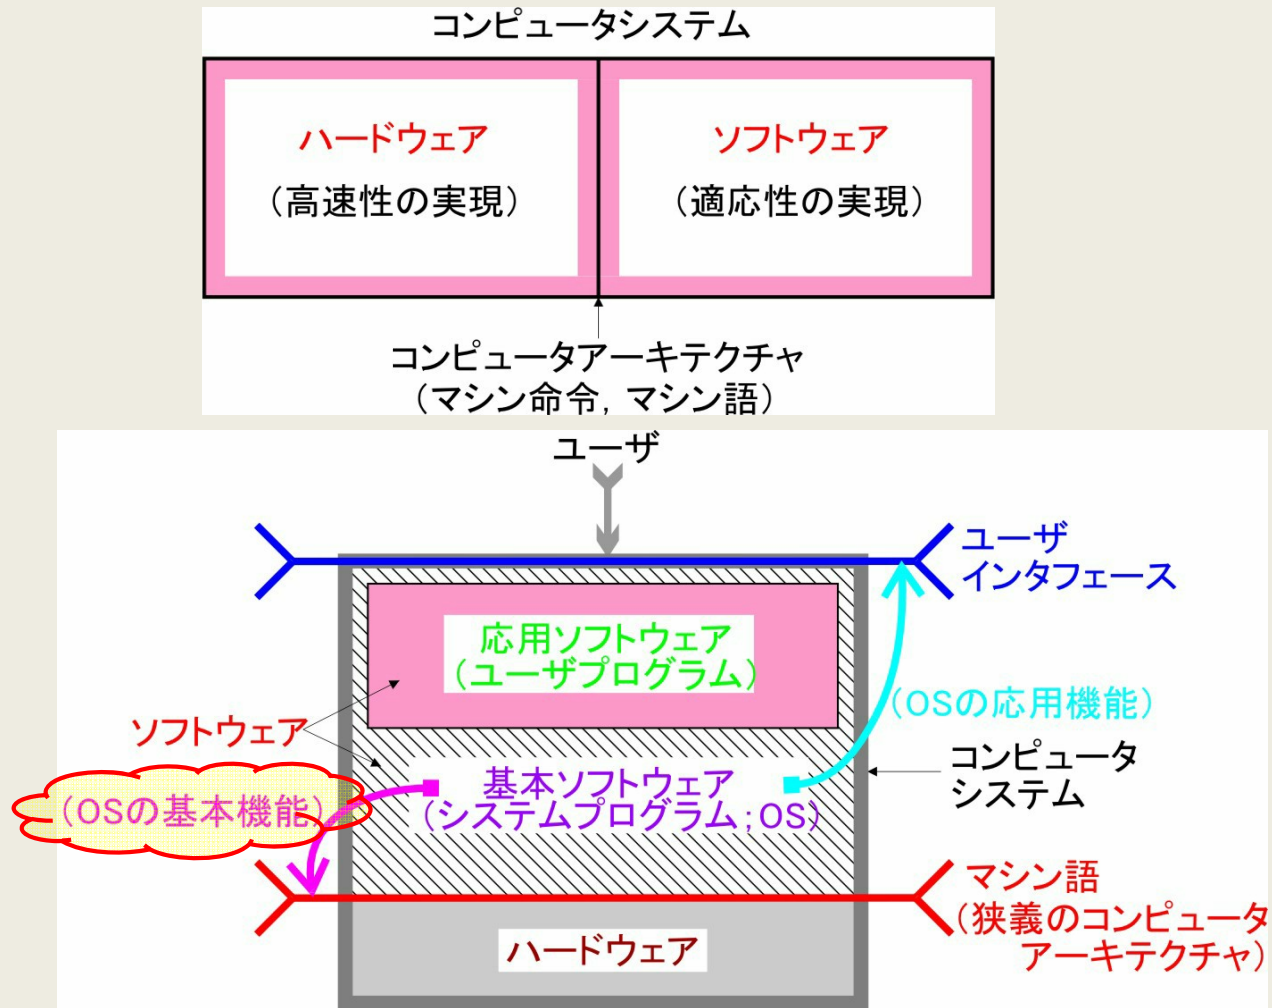 コンピュータシステム
ハードウェア
(高速性の実現)
ソフトウェア
(適応性の実現)
コンピュータアーキテクチャ
(マシン命令, マシン語)
ユーザ
ユーザ
インタフェース
応用ソフトウェア
(ユーザプログラム)
(OSの応用機能)
ソフトウェア
コンピュータ
システム
基本ソフトウェア
(システムプログラム;OS)
(OSの基本機能)
マシン語
(狭義のコンピュータ
アーキテクチャ)
ハードウェア